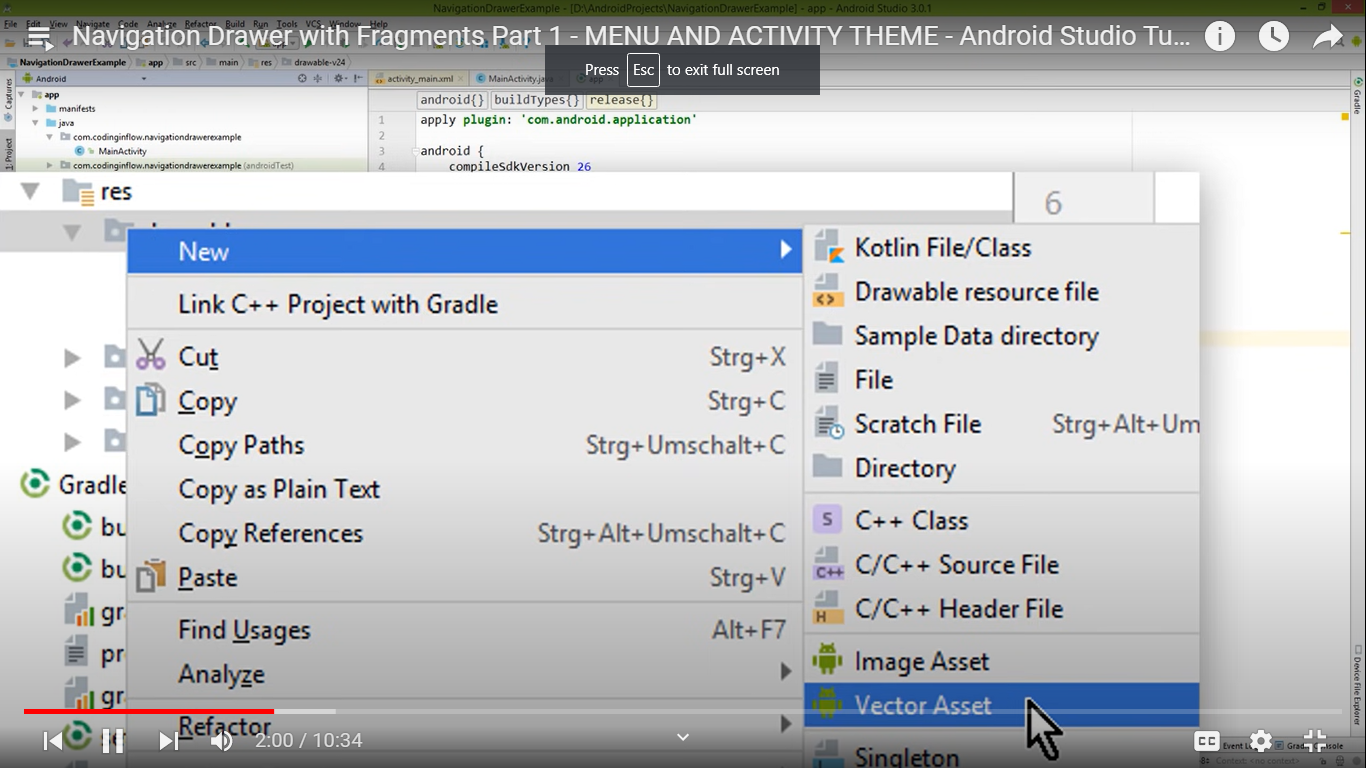 NavigationDrawerExample - [D:\AndroidProjects\NavigationDrawerExample] - app - Android Studio 3.0.1
File Edit View Navigate Code Analyze Refactor Build Run Tools VCS Window Help
Navigation Drawer with Fragments Part 1 - MENU AND ACTIVITY THEME - Android Studio Tu...
Press Esc to exit full screen
NavigationDrawerExample app src main res drawable-v24
Android
activity_main.xml MainActivity.java app
Captures
1: Project
Gradle
app
manifests
java
com.codinginflow.navigationdrawerexample
MainActivity
com.codinginflow.navigationdrawerexample (androidTest)
android{} buildTypes{} release{}
1 apply plugin: 'com.android.application'
2
3 android {
4 compileSdkVersion 26
res
6
New
Link C++ Project with Gradle
Cut Strg+X
Copy Strg+C
Copy Paths Strg+Umschalt+C
Copy as Plain Text
Copy References Strg+Alt+Umschalt+C
Paste Strg+V
Find Usages Alt+F7
Analyze
Refactor
Kotlin File/Class
Drawable resource file
Sample Data directory
File
Scratch File Strg+Alt+Um
Directory
S C++ Class
C++ C/C++ Source File
H C/C++ Header File
Image Asset
Vector Asset
Singleton
Gradle
bu
bu
gr
pr
gr
se
Device File Explorer
2:00 / 10:34
CC
Event Lo Gradle Console
Context: <no context>